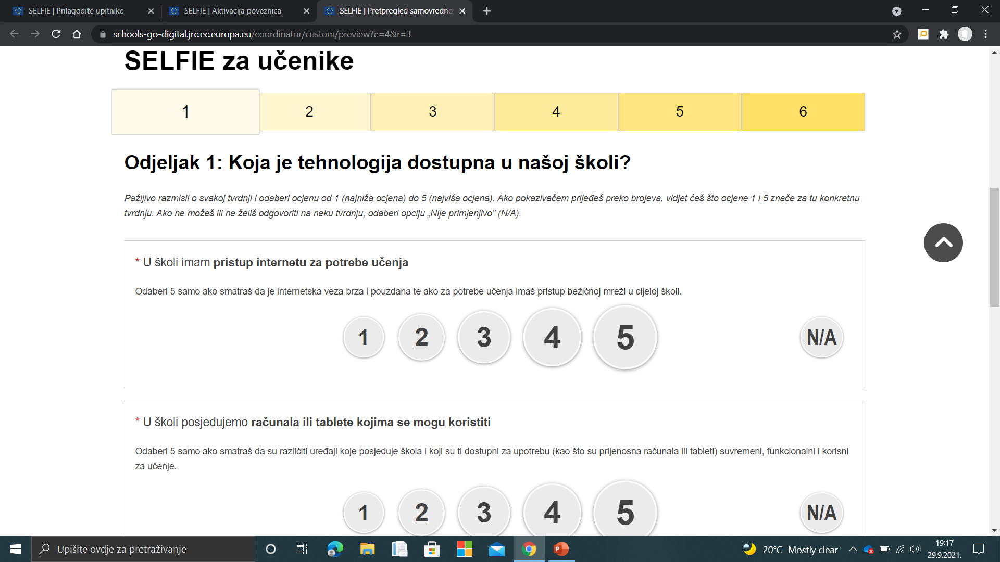 SELFIE | Prilagodite upitnike
SELFIE | Aktivacija poveznica
SELFIE | Pretpregled samovredno
schools-go-digital.jrc.ec.europa.eu/coordinator/custom/preview?e=4&r=3
SELFIE za učenike
1 2 3 4 5 6
Odjeljak 1: Koja je tehnologija dostupna u našoj školi?
Pažljivo razmisli o svakoj tvrdnji i odaberi ocjenu od 1 (najniža ocjena) do 5 (najviša ocjena). Ako pokazivačem prijeđeš preko brojeva, vidjet ćeš što ocjene 1 i 5 znače za tu konkretnu
tvrdnju. Ako ne možeš ili ne želiš odgovoriti na neku tvrdnju, odaberi opciju „Nije primjenjivo” (N/A).
* U školi imam pristup internetu za potrebe učenja
Odaberi 5 samo ako smatraš da je internetska veza brza i pouzdana te ako za potrebe učenja imaš pristup bežičnoj mreži u cijeloj školi.
1 2 3 4 5 N/A
* U školi posjedujemo računala ili tablete kojima se mogu koristiti
Odaberi 5 samo ako smatraš da su različiti uređaji koje posjeduje škola i koji su ti dostupni za upotrebu (kao što su prijenosna računala ili tableti) suvremeni, funkcionalni i korisni
za učenje.
1 2 3 4 5 N/A
Upišite ovdje za pretraživanje
P
20°C Mostly clear
19:17
29.9.2021.